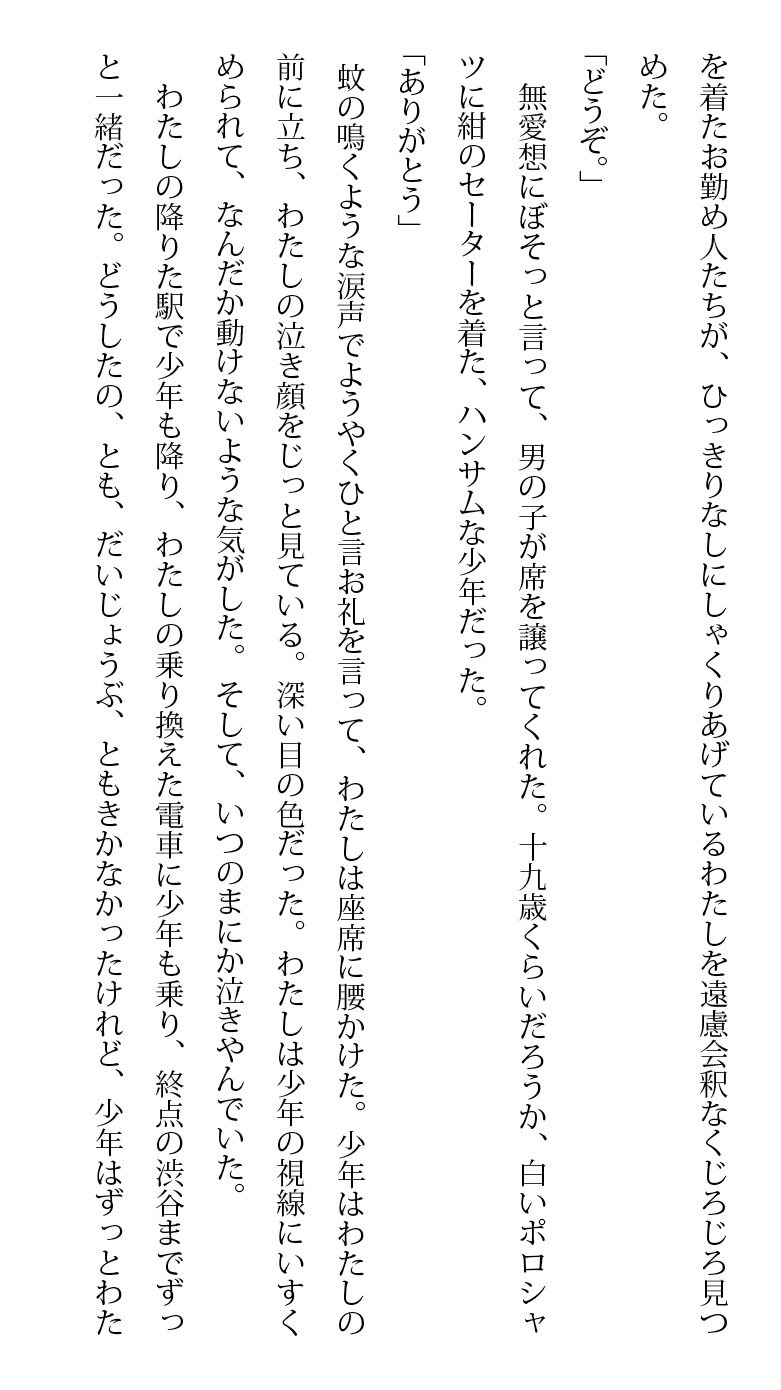 を着たお勤め人たちが、ひっきりなしにしゃくりあげているわたしを遠慮会釈なくじろじろ見つ
めた。
「どうぞ。」
無愛想にぼそっと言って、男の子が席を譲ってくれた。十九歳くらいだろうか、白いポロシャ
ツに紺のセーターを着た、ハンサムな少年だった。
「ありがとう」
蚊の鳴くような涙声でようやくひと言お礼を言って、わたしは座席に腰かけた。少年はわたしの
前に立ち、わたしの泣き顔をじっと見ている。深い目の色だった。わたしは少年の視線にいすく
められて、なんだか動けないような気がした。そして、いつのまにか泣きやんでいた。
わたしの降りた駅で少年も降り、わたしの乗り換えた電車に少年も乗り、終点の渋谷までずっ
と一緒だった。どうしたの、とも、だいじょうぶ、ともきかなかったけれど、少年はずっとわた